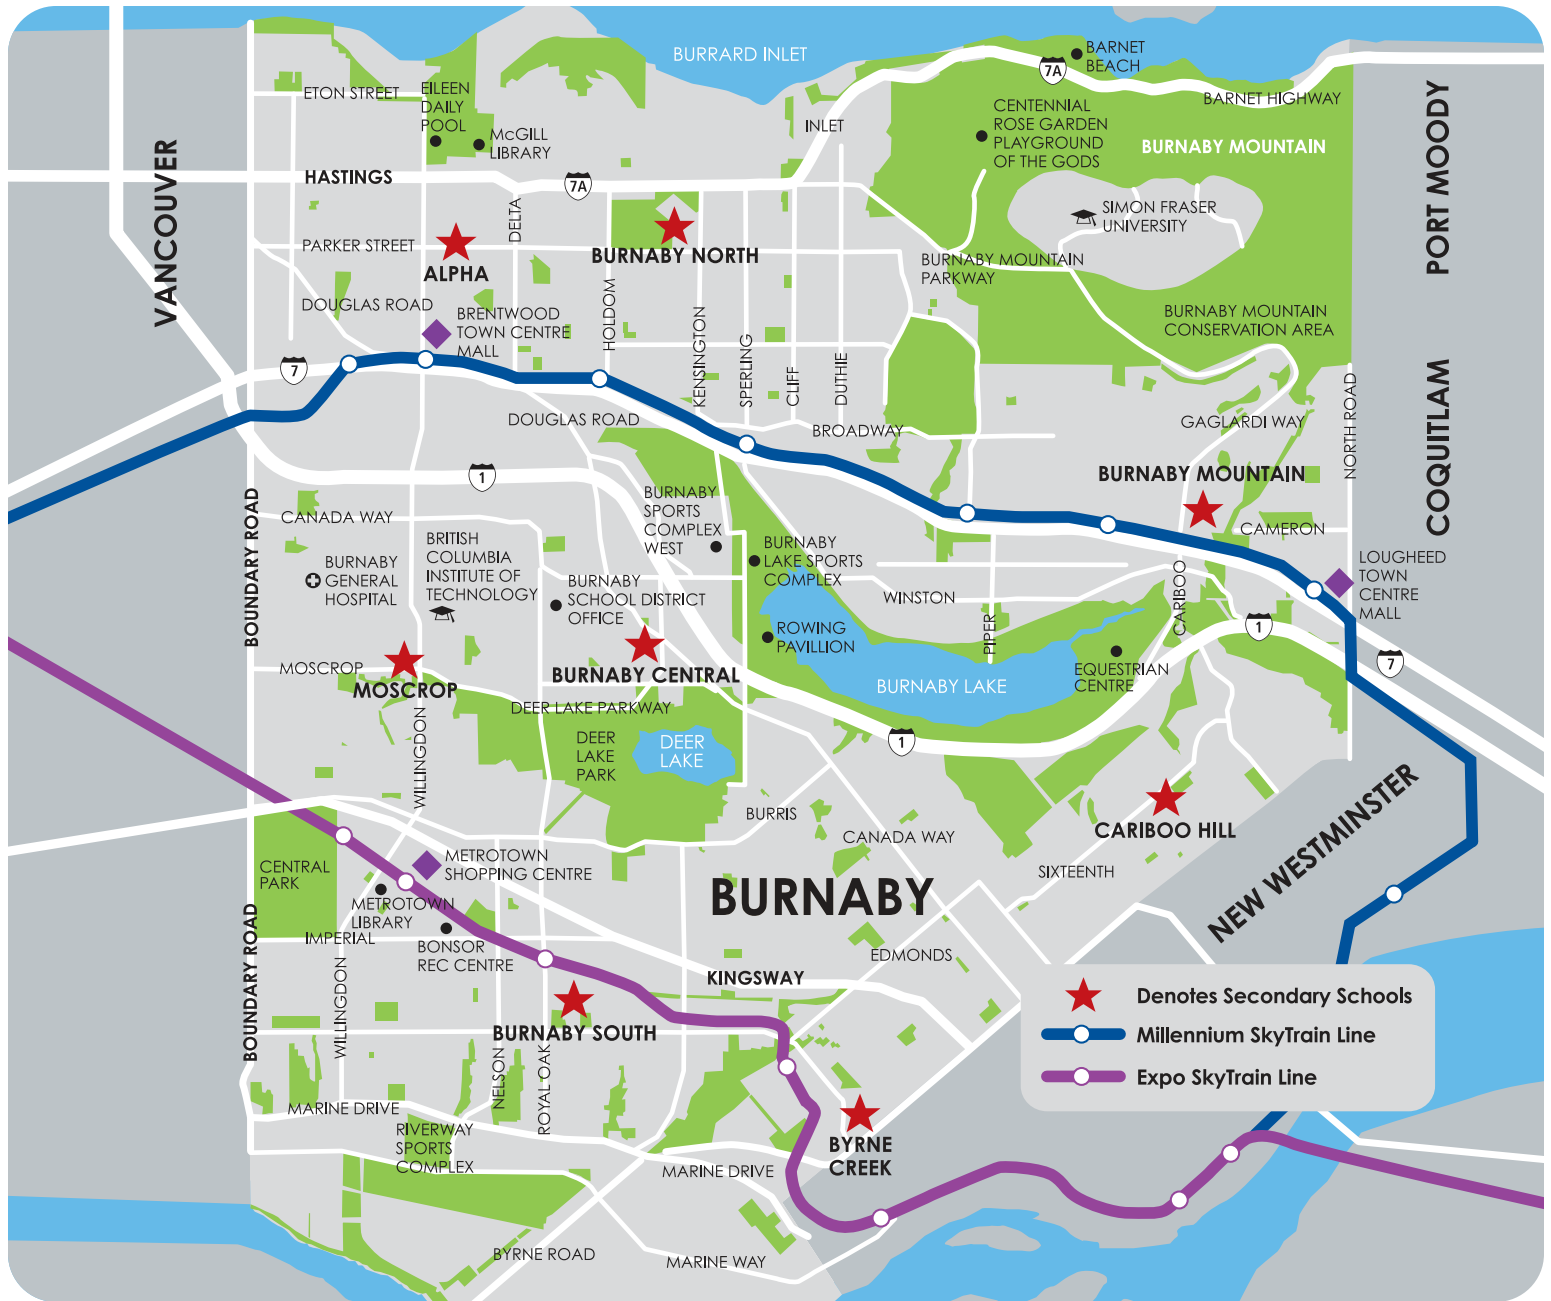 BURRARD INLET
BARNET
BEACH
7A
BARNET HIGHWAY
ETON STREET
EILEEN
DAILY
POOL
McGILL
LIBRARY
INLET
CENTENNIAL
ROSE GARDEN
PLAYGROUND
OF THE GODS
BURNABY MOUNTAIN
PORT MOODY
VANCOUVER
HASTINGS
7A
DELTA
SIMON FRASER
UNIVERSITY
PARKER STREET
ALPHA
BURNABY NORTH
BURNABY MOUNTAIN
PARKWAY
DOUGLAS ROAD
BRENTWOOD
TOWN CENTRE
MALL
HOLDOM
KENSINGTON
SPERLING
CLIFF
DUTHIE
BURNABY MOUNTAIN
CONSERVATION AREA
7
DOUGLAS ROAD
BROADWAY
GAGLARDI WAY
NORTH ROAD
COQUITLAM
1
BURNABY MOUNTAIN
BOUNDARY ROAD
CANADA WAY
BURNABY
SPORTS
COMPLEX
WEST
CAMERON
BURNABY
GENERAL
HOSPITAL
BRITISH
COLUMBIA
INSTITUTE OF
TECHNOLOGY
BURNABY
SCHOOL DISTRICT
OFFICE
BURNABY
LAKE SPORTS
COMPLEX
WINSTON
PIPER
CARIBOO
LOUGHEED
TOWN
CENTRE
MALL
1
7
ROWING
PAVILLION
MOSCROP
MOSCROP
BURNABY CENTRAL
BURNABY LAKE
EQUESTRIAN
CENTRE
DEER LAKE PARKWAY
WILLINGDON
DEER
LAKE
PARK
DEER
LAKE
1
BURRIS
CANADA WAY
CARIBOO HILL
NEW WESTMINSTER
CENTRAL
PARK
METROTOWN
SHOPPING CENTRE
SIXTEENTH
BURNABY
METROTOWN
LIBRARY
IMPERIAL
BONSOR
REC CENTRE
EDMONDS
BOUNDARY ROAD
WILLINGDON
KINGSWAY
BURNABY SOUTH
NELSON
ROYAL OAK
Denotes Secondary Schools
Millennium SkyTrain Line
Expo SkyTrain Line
MARINE DRIVE
RIVERWAY
SPORTS
COMPLEX
BYRNE
CREEK
MARINE DRIVE
BYRNE ROAD
MARINE WAY